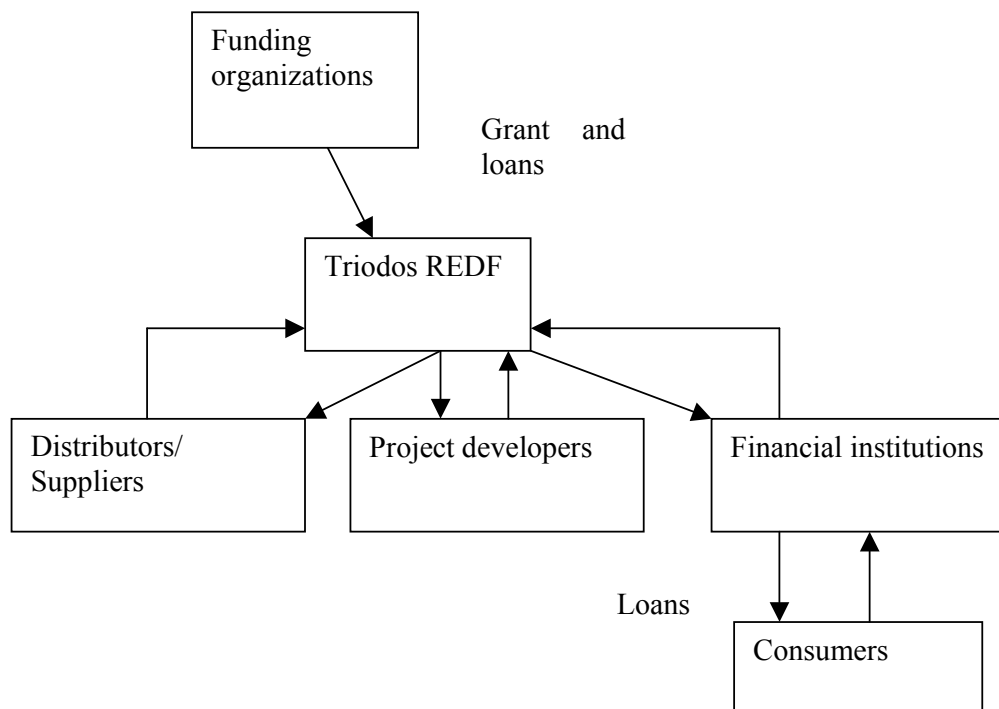 Funding
organizations
Grant and
loans
Triodos REDF
Distributors/
Suppliers
Project developers
Financial institutions
Loans
Consumers